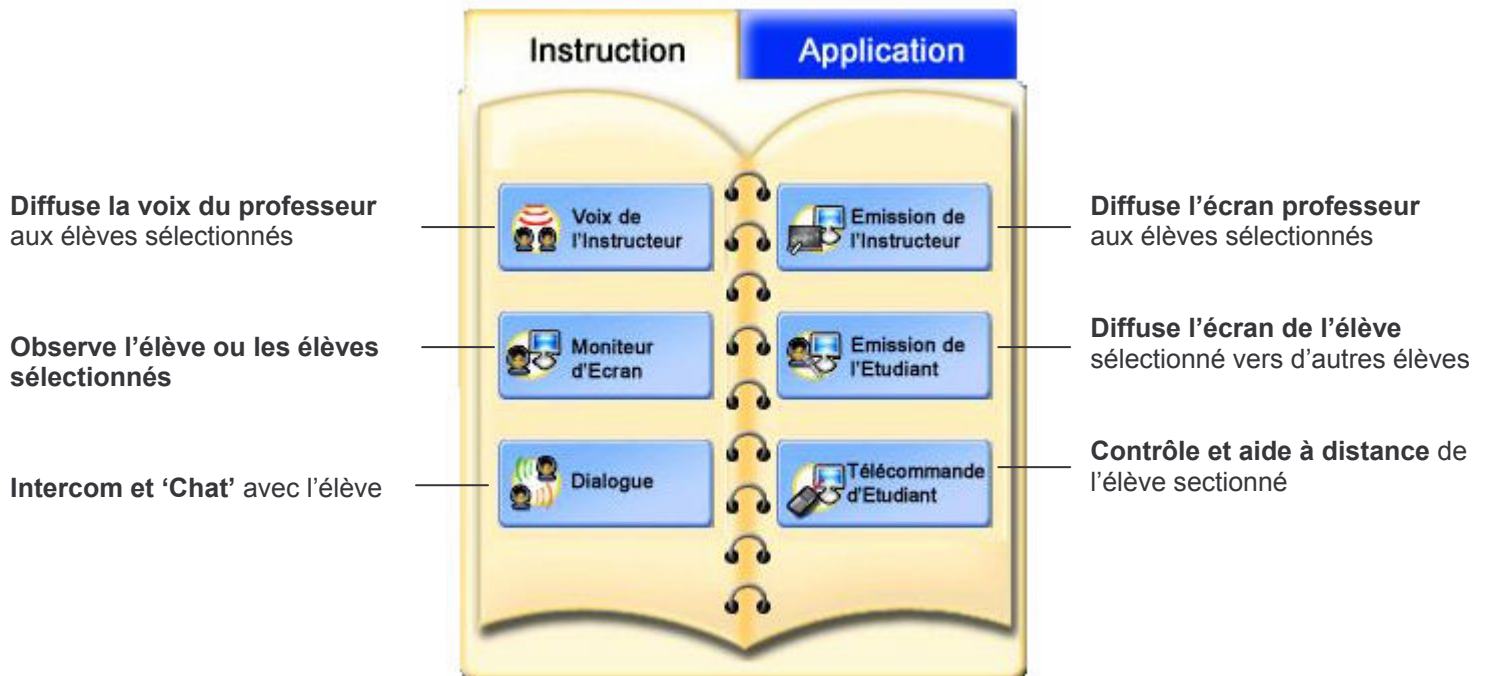 Instruction
Application
Diffuse la voix du professeur
aux élèves sélectionnés
Voix de
l'Instructeur
Emission de
l'Instructeur
Diffuse l’écran professeur
aux élèves sélectionnés
Observe l’élève ou les élèves
sélectionnés
Moniteur
d'Ecran
Emission de
l'Etudiant
Diffuse l’écran de l’élève
sélectionné vers d’autres élèves
Intercom et ‘Chat’ avec l’élève
Dialogue
Télécommande
d'Etudiant
Contrôle et aide à distance de
l’élève sectionné